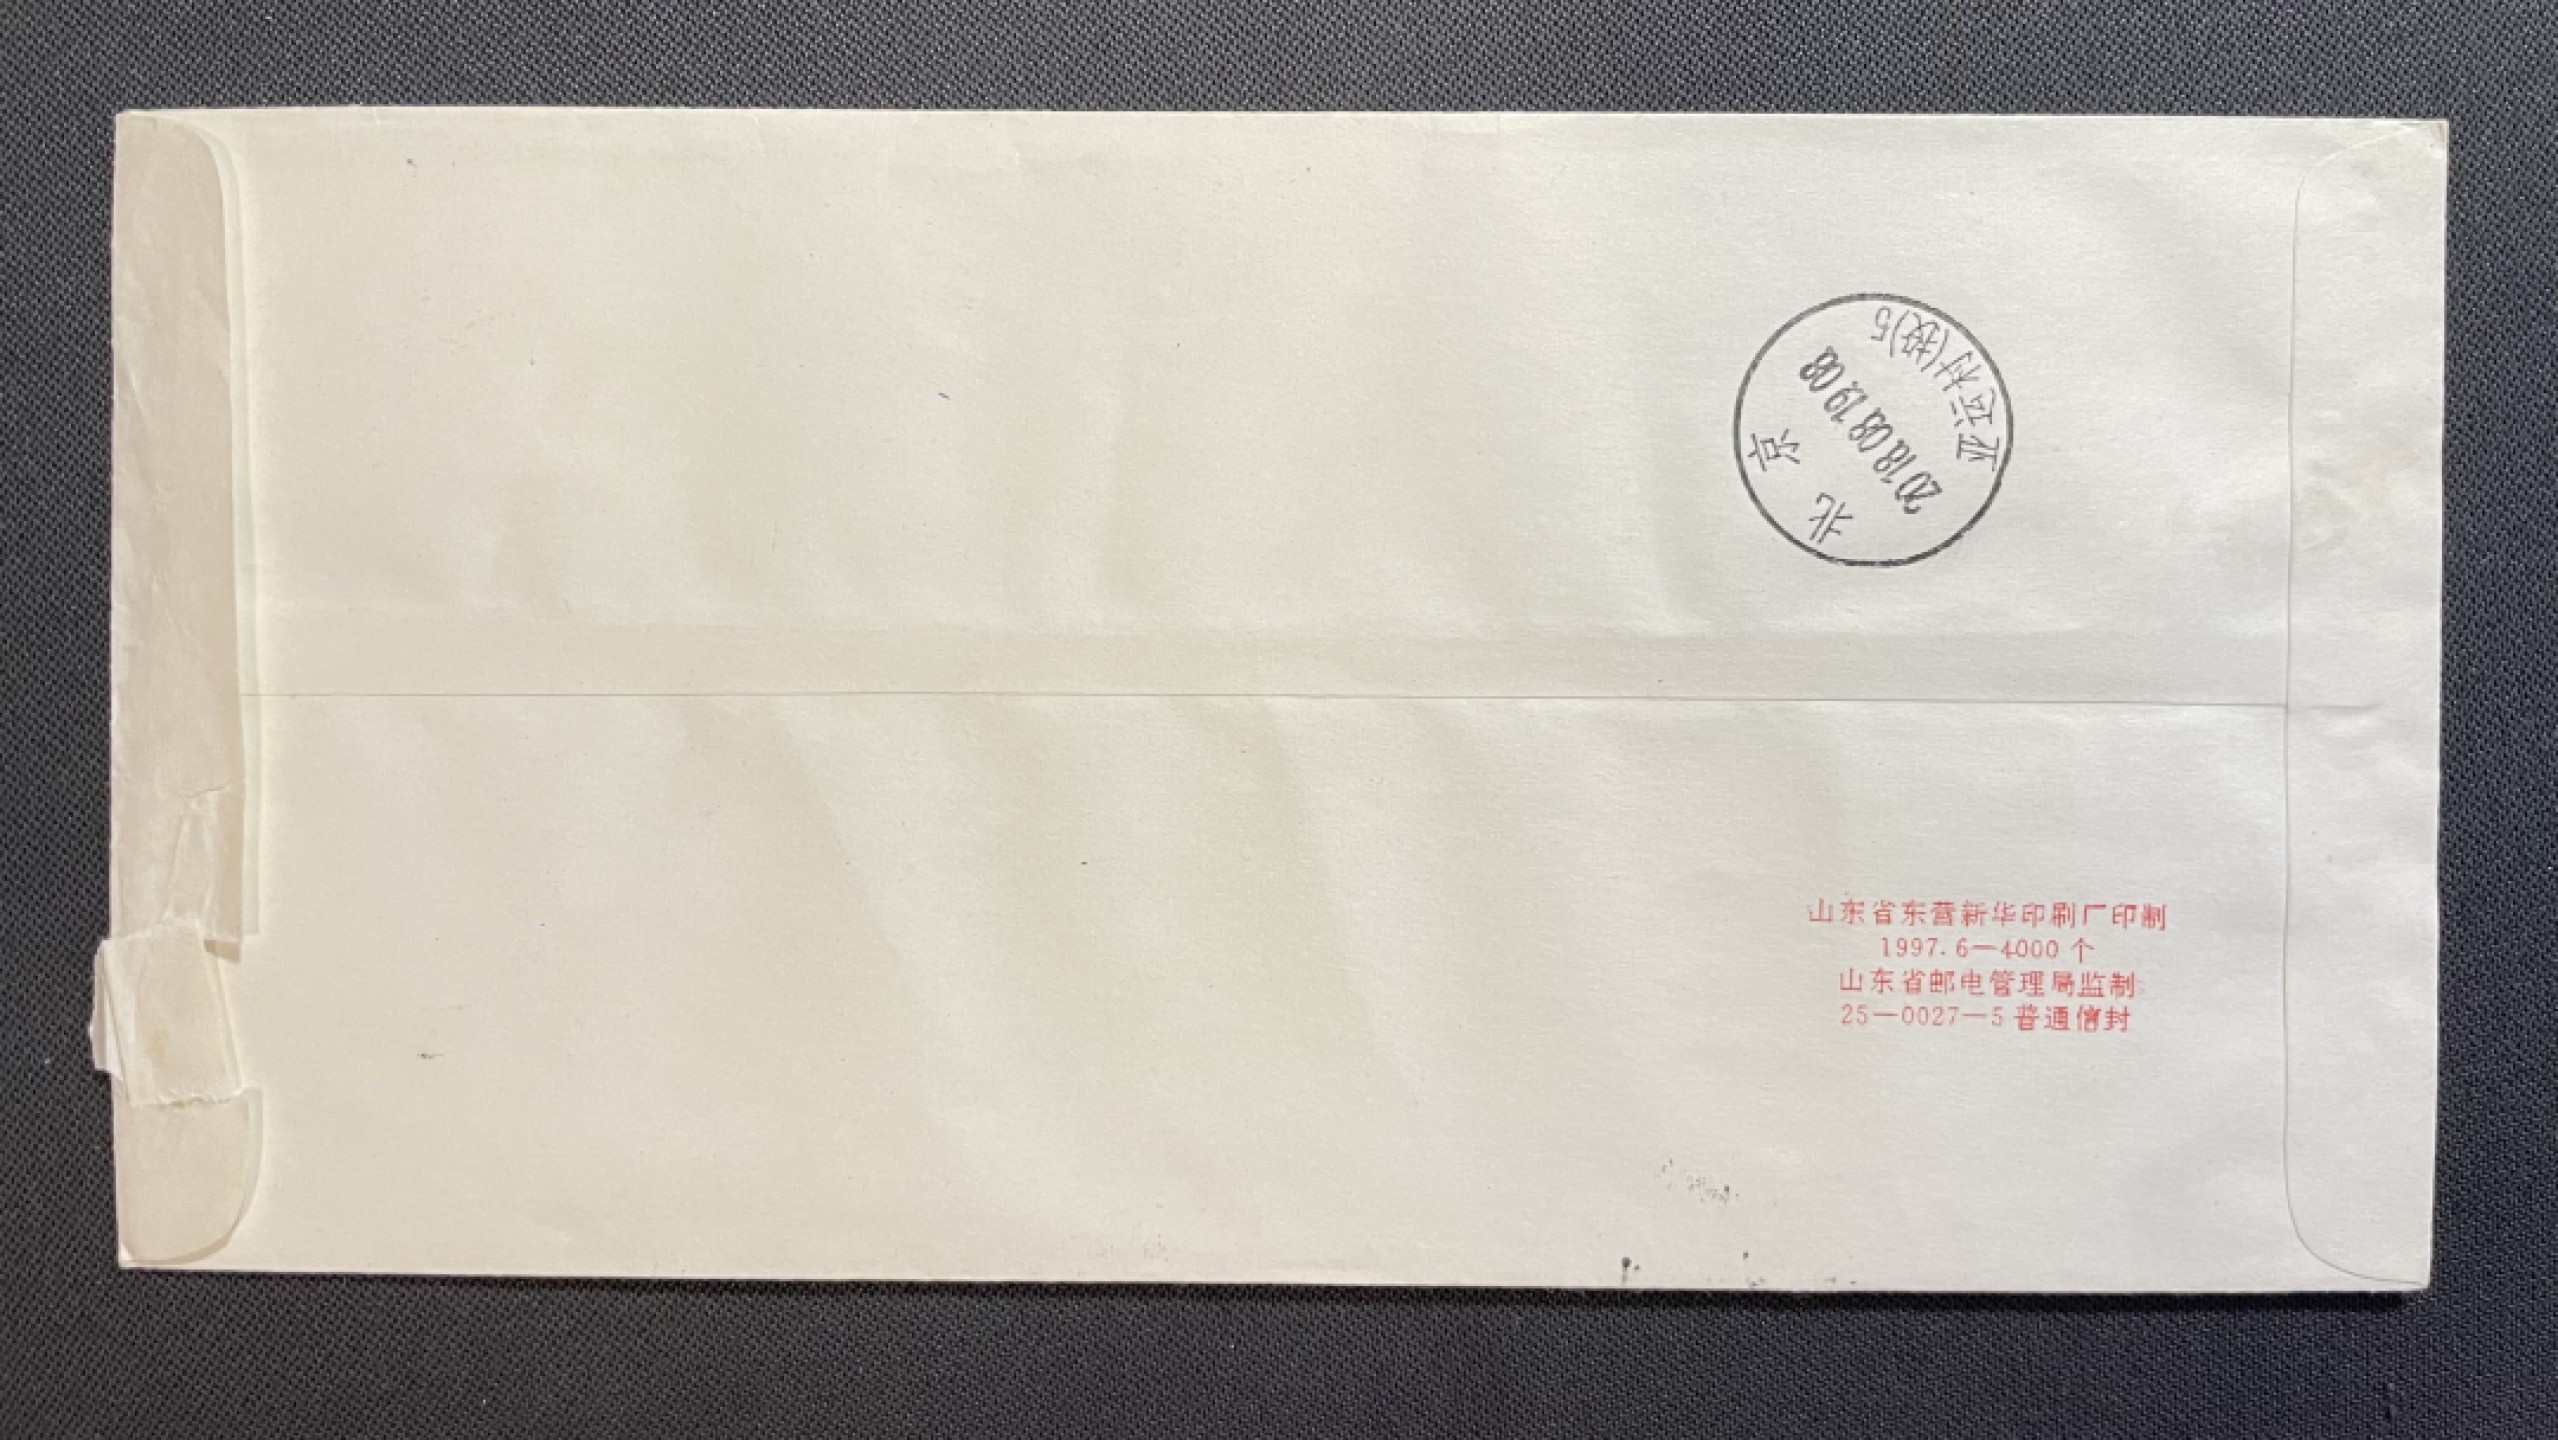 北京
2018.08.19.08
亚运村(投)5
山东省东营新华印刷厂印制
1997.6—4000个
山东省邮电管理局监制
25—0027—5普通信封